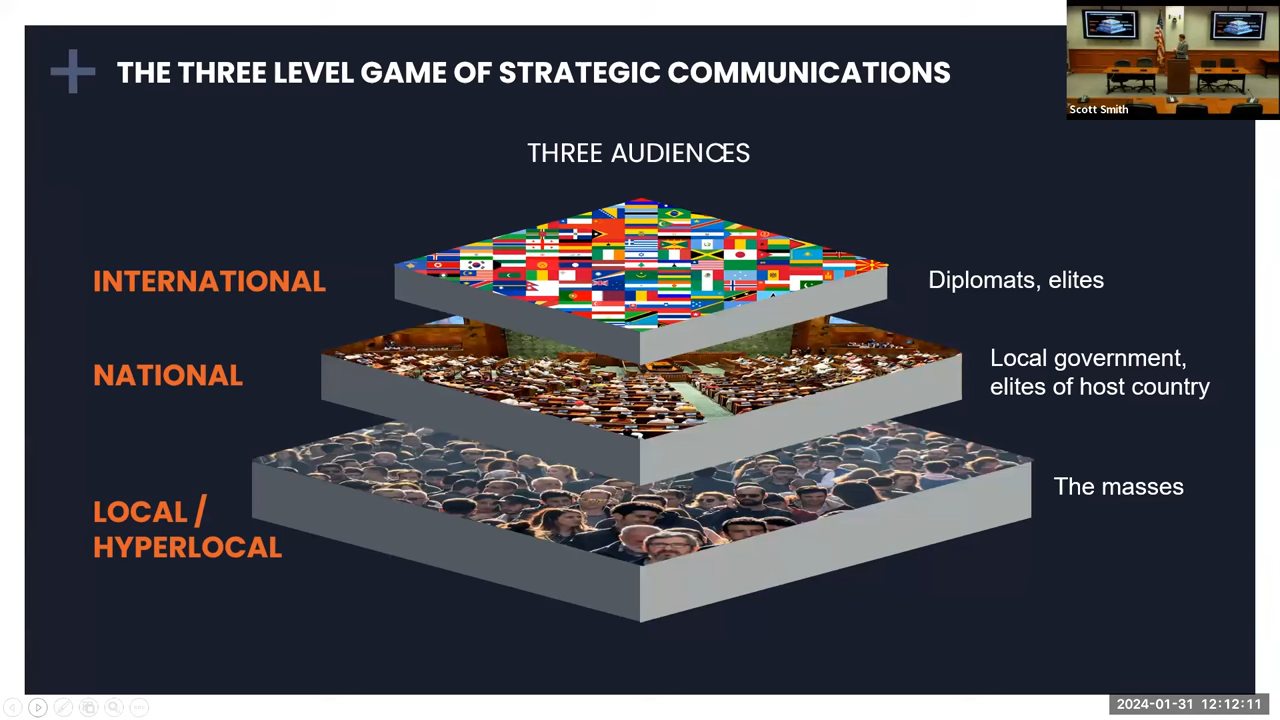 THE THREE LEVEL GAME OF STRATEGIC COMMUNICATIONS
Scott Smith
THREE AUDIENCES
INTERNATIONAL
Diplomats, elites
NATIONAL
Local government,
elites of host country
LOCAL /
HYPERLOCAL
The masses
2024-01-31 12:12:11